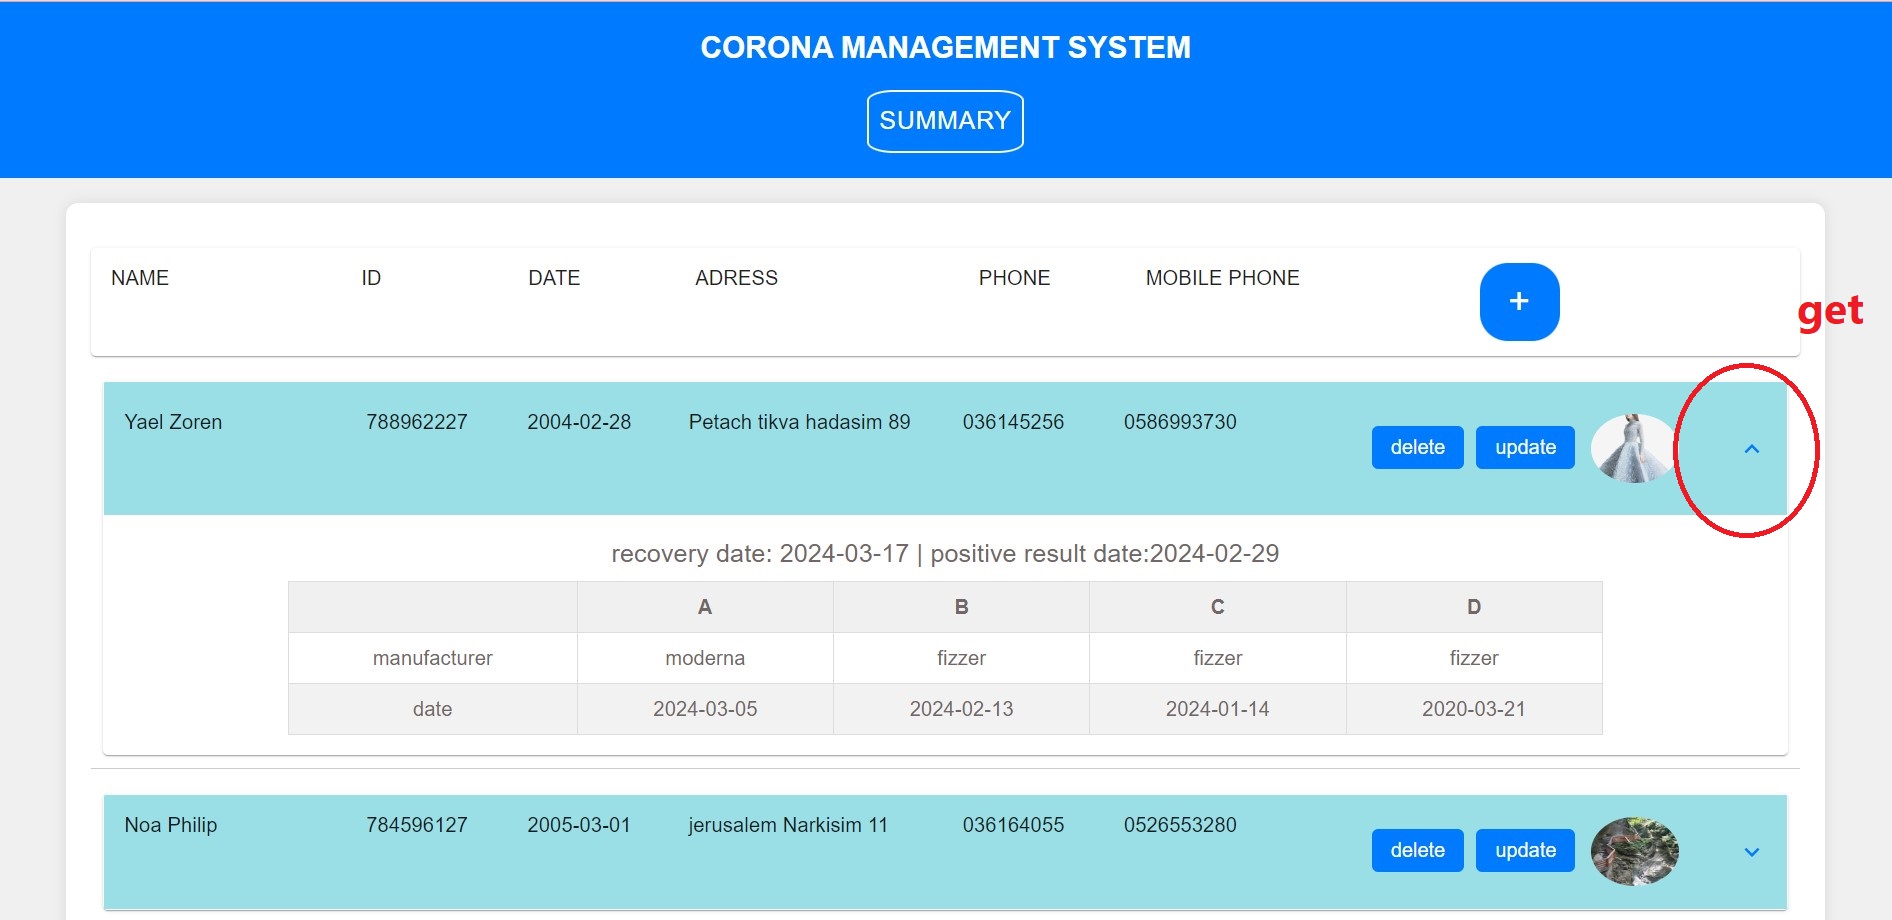 CORONA MANAGEMENT SYSTEM
SUMMARY
NAME ID DATE ADRESS PHONE MOBILE PHONE +
get
Yael Zoren 788962227 2004-02-28 Petach tikva hadasim 89 036145256 0586993730 delete update
recovery date: 2024-03-17 | positive result date:2024-02-29
A B C D
manufacturer moderna fizzer fizzer fizzer
date 2024-03-05 2024-02-13 2024-01-14 2020-03-21
Noa Philip 784596127 2005-03-01 jerusalem Narkisim 11 036164055 0526553280 delete update